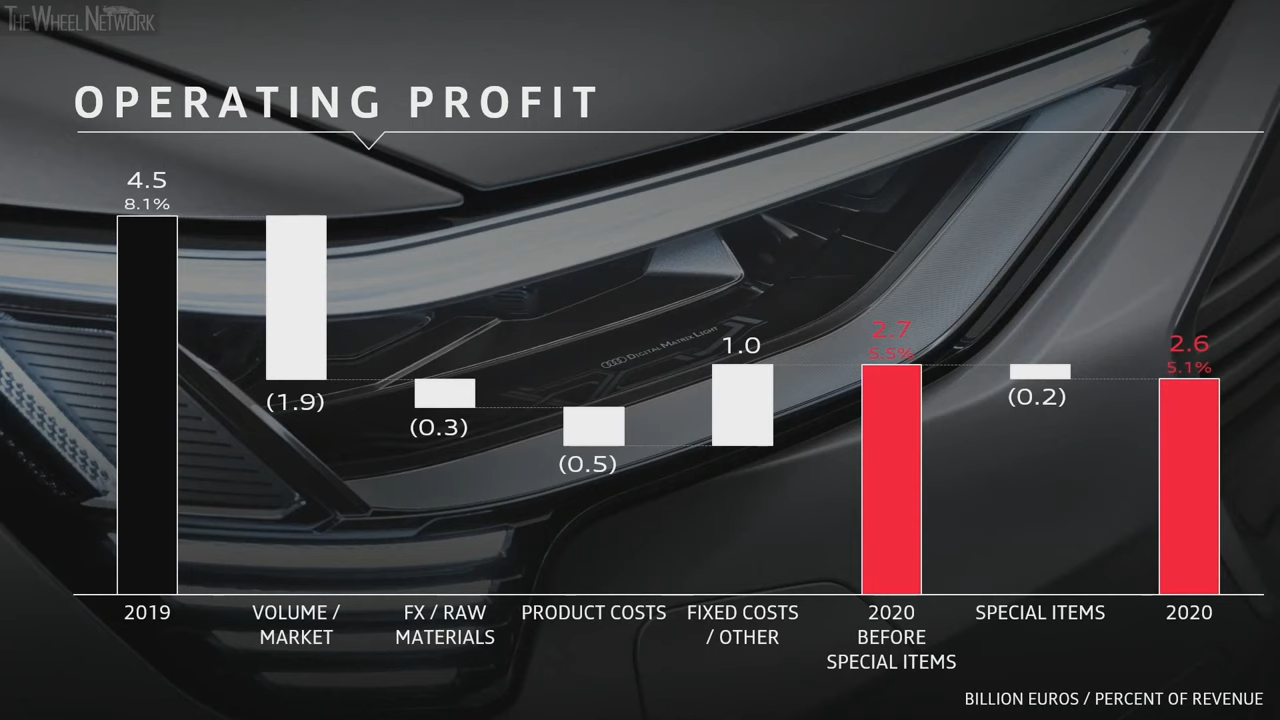 THE WHEEL NETWORK
OPERATING PROFIT
4.5
8.1%
(1.9)
(0.3)
(0.5)
1.0
2.7
5.5%
(0.2)
2.6
5.1%
DIGITAL MATRIX LIGHT
2019
VOLUME /
MARKET
FX / RAW
MATERIALS
PRODUCT COSTS
FIXED COSTS
/ OTHER
2020
BEFORE
SPECIAL ITEMS
SPECIAL ITEMS
2020
BILLION EUROS / PERCENT OF REVENUE